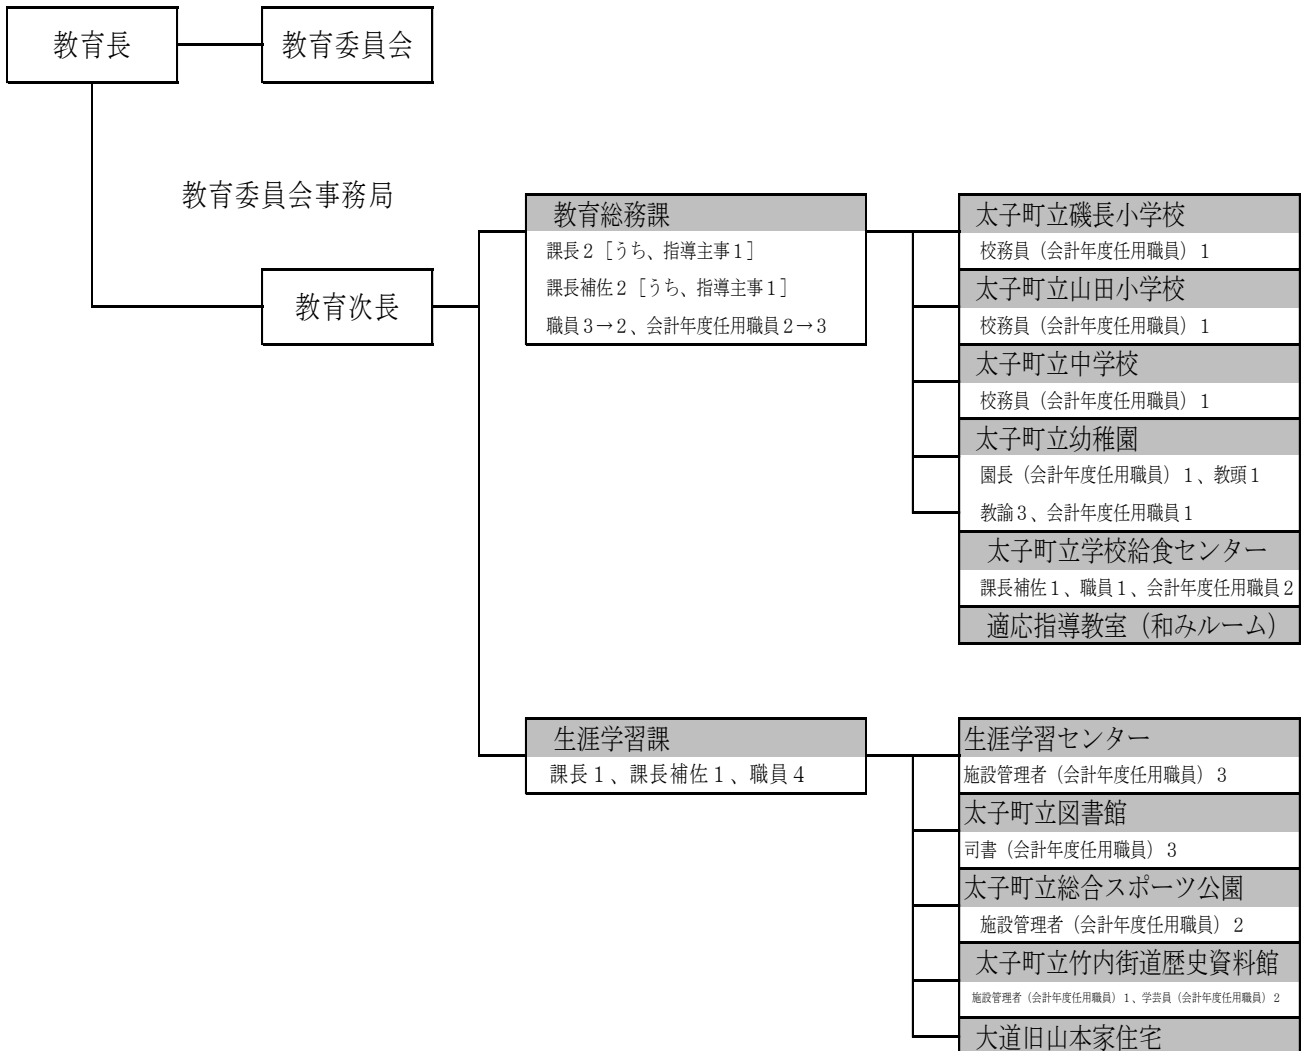 教育長
教育委員会
教育委員会事務局
教育次長
教育総務課
課長2［うち、指導主事1］
課長補佐2［うち、指導主事1］
職員3→2、会計年度任用職員2→3
太子町立磯長小学校
校務員（会計年度任用職員）1
太子町立山田小学校
校務員（会計年度任用職員）1
太子町立中学校
校務員（会計年度任用職員）1
太子町立幼稚園
園長（会計年度任用職員）1、教頭1
教諭3、会計年度任用職員1
太子町立学校給食センター
課長補佐1、職員1、会計年度任用職員2
適応指導教室（和みルーム）
生涯学習課
課長1、課長補佐1、職員4
生涯学習センター
施設管理者（会計年度任用職員）3
太子町立図書館
司書（会計年度任用職員）3
太子町立総合スポーツ公園
施設管理者（会計年度任用職員）2
太子町立竹内街道歴史資料館
施設管理者（会計年度任用職員）1、学芸員（会計年度任用職員）2
大道旧山本家住宅